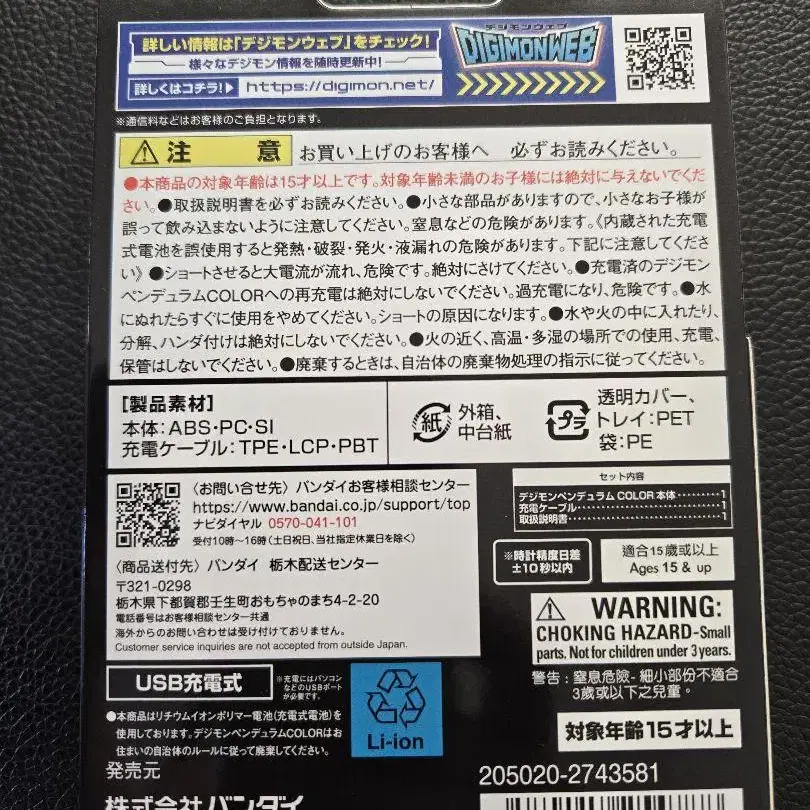 詳しい情報は「デジモンウェブ」をチェック!
様々なデジモン情報を随時更新中!
詳しくはコチラ!▶ https://digimon.net/
デジモンウェブ
DIGIMONWEB
※通信料などはお客様のご負担となります。
⚠注 意 お買い上げのお客様へ 必ずお読みください。
●本商品の対象年齢は15才以上です。対象年齢未満のお子様には絶対に与えないでくだ
さい。●取扱説明書を必ずお読みください。●小さな部品がありますので、小さなお子様が
誤って飲み込まないように注意してください。窒息などの危険があります。《内蔵された充電
式電池を誤使用すると発熱・破裂・発火・液漏れの危険があります。下記に注意してくださ
い》●ショートさせると大電流が流れ、危険です。絶対にさけてください。●充電済のデジモン
ペンデュラムCOLORへの再充電は絶対にしないでください。過充電になり、危険です。●水
にぬれたらすぐに使用をやめてください。ショートの原因になります。●水や火の中に入れたり、
分解、ハンダ付けは絶対にしないでください。●火の近く、高温・多湿の場所での使用、充電、
保管はしないでください。●廃棄するときは、自治体の廃棄物処理の指示に従ってください。
【製品素材】
本体:ABS・PC・SI
充電ケーブル:TPE・LCP・PBT
紙 外箱、
中台紙
プラ 透明カバー、
トレイ:PET
袋:PE
〈お問い合せ先〉バンダイお客様相談センター
https://www.bandai.co.jp/support/top
ナビダイヤル 0570-041-101
受付10時～16時(土日祝日、当社指定休業日を除く)
〈商品送付先〉バンダイ 栃木配送センター
〒321-0298
栃木県下都賀郡壬生町おもちゃのまち4-2-20
電話番号はお客様センター共通
海外からのお問い合わせは受け付けておりません。
Customer service inquiries are not accepted from outside Japan.
セット内容
デジモンペンデュラム COLOR 本体………1
充電ケーブル………1
取扱説明書………1
※時計精度日差
±10秒以内
適合15歲或以上
Ages 15 & up
⚠ WARNING:
CHOKING HAZARD-Small
parts. Not for children under 3 years.
警告:窒息危險-細小部份不適合
3歲或以下之兒童。
USB充電式
※充電にはパソコン
などのUSBポート
が必要です。
●本商品はリチウムイオンポリマー電池(充電式電池)を
使用しております。デジモンペンデュラムCOLORはお
住まいの自治体のルールに従って廃棄してください。
Li-ion
対象年齢15才以上
発売元
株式会社バンダイ
205020-2743581